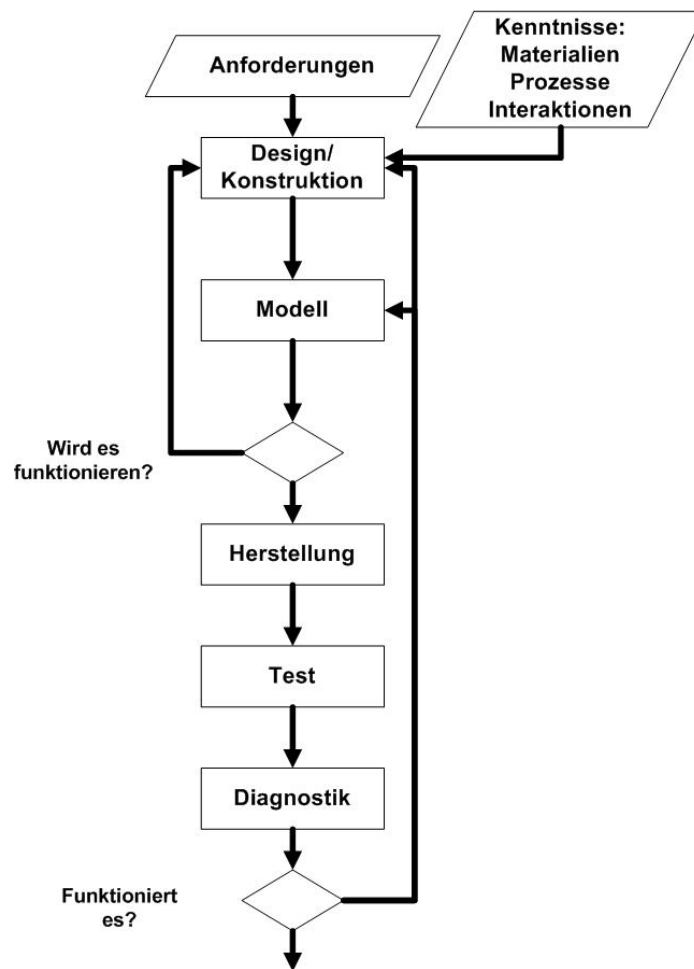 Anforderungen
Kenntnisse:
Materialien
Prozesse
Interaktionen
Design/
Konstruktion
Modell
Wird es
funktionieren?
Herstellung
Test
Diagnostik
Funktioniert
es?